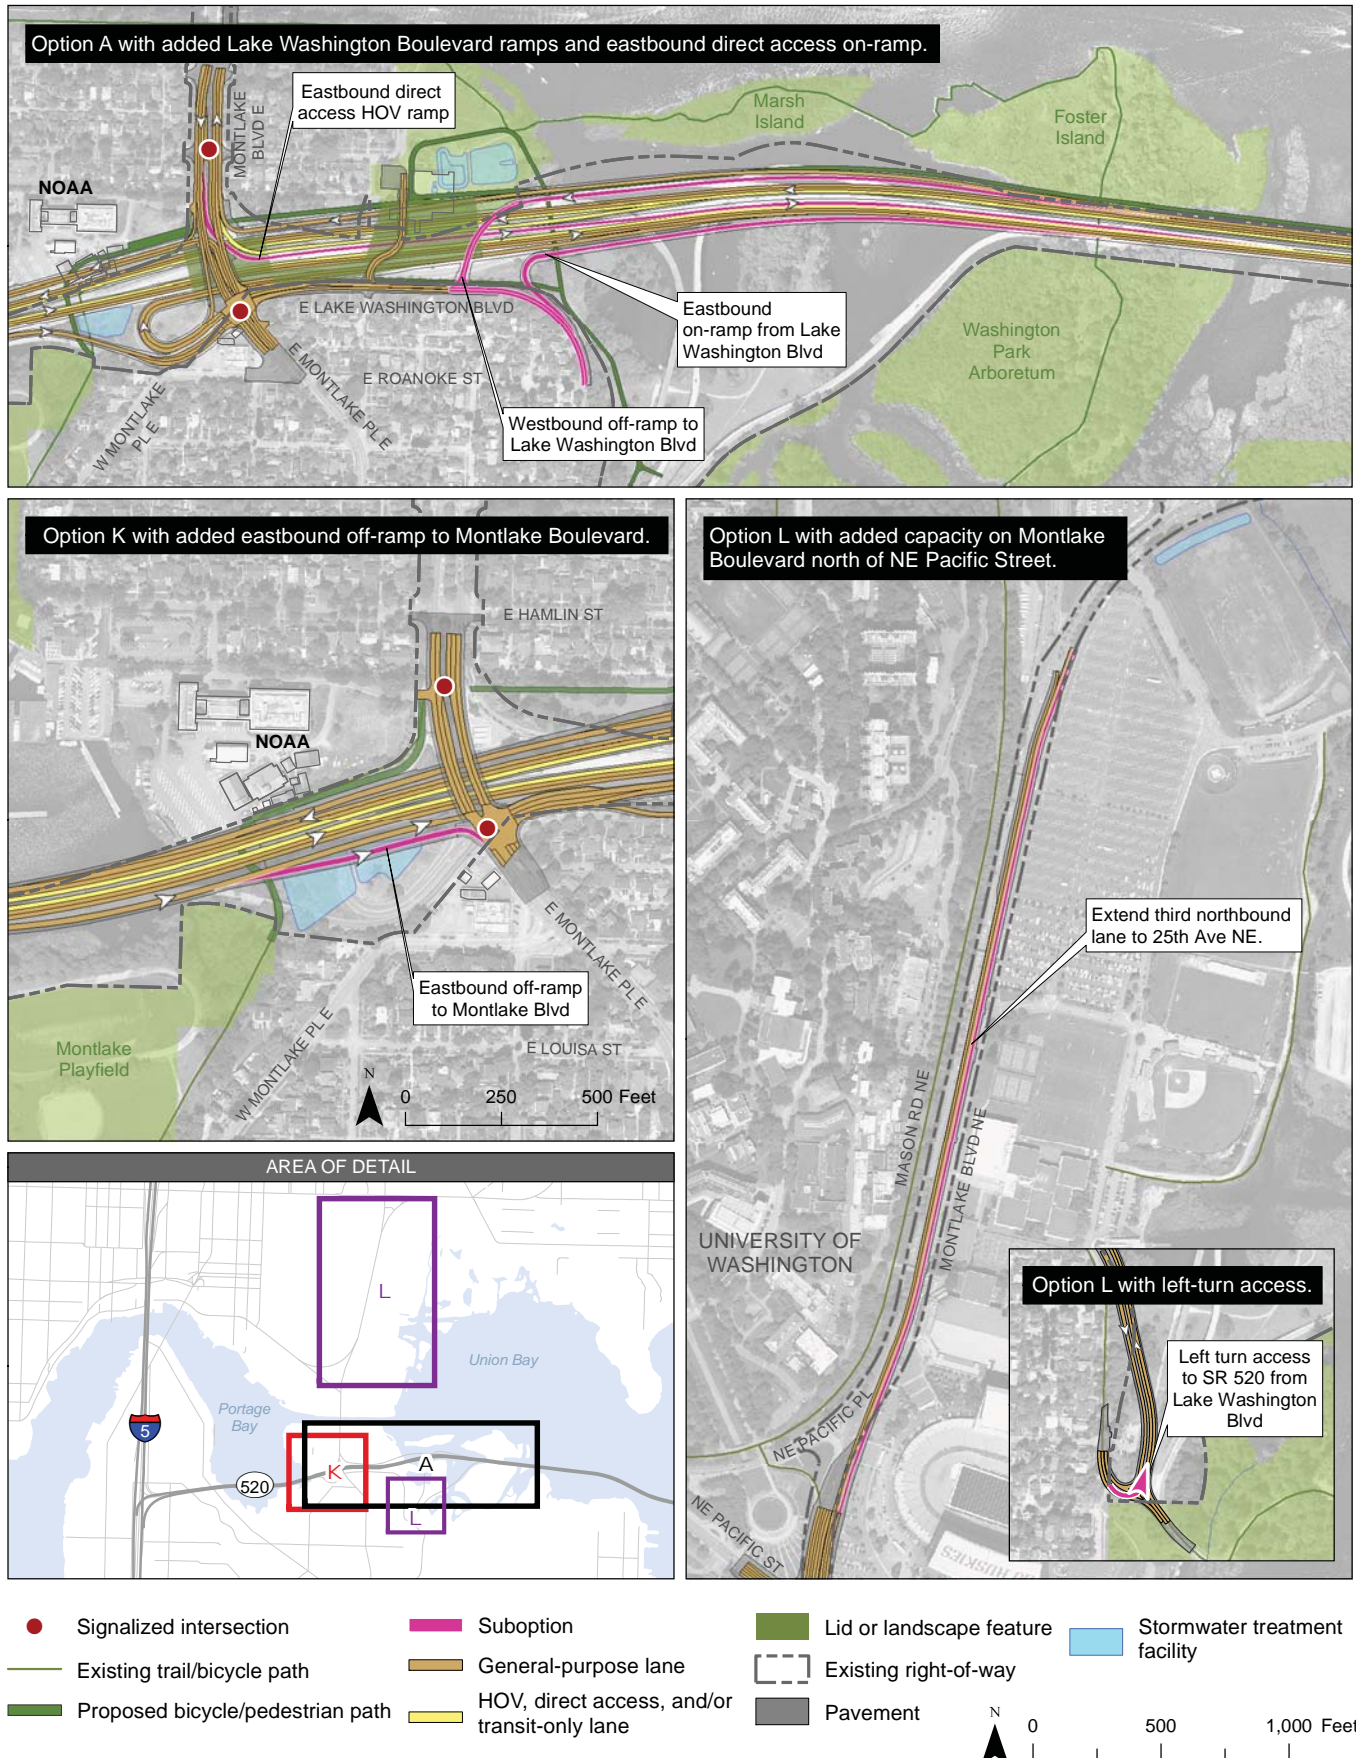 Option A with added Lake Washington Boulevard ramps and eastbound direct access on-ramp.
Eastbound direct
access HOV ramp
MONTLAKE
BLVD E
NOAA
Marsh
Island
Foster
Island
E LAKE WASHINGTON BLVD
Eastbound
on-ramp from Lake
Washington Blvd
Washington
Park
Arboretum
E ROANOKE ST
E MONTLAKE PL E
W MONTLAKE
PL E
Westbound off-ramp to
Lake Washington Blvd
Option K with added eastbound off-ramp to Montlake Boulevard.
E HAMLIN ST
NOAA
E MONTLAKE PL E
Eastbound off-ramp
to Montlake Blvd
E LOUISA ST
W MONTLAKE PL E
Montlake
Playfield
N
0 250 500 Feet
Option L with added capacity on Montlake
Boulevard north of NE Pacific Street.
Extend third northbound
lane to 25th Ave NE.
MASON RD NE
MONTLAKE BLVD NE
UNIVERSITY OF
WASHINGTON
NE PACIFIC PL
NE PACIFIC ST
HUSKIES
Option L with left-turn access.
Left turn access
to SR 520 from
Lake Washington
Blvd
AREA OF DETAIL
L
Union Bay
Portage
Bay
5
K
A
520
L
Signalized intersection
Existing trail/bicycle path
Proposed bicycle/pedestrian path
Suboption
General-purpose lane
HOV, direct access, and/or
transit-only lane
Lid or landscape feature
Existing right-of-way
Pavement
Stormwater treatment
facility
N
0 500 1,000 Feet